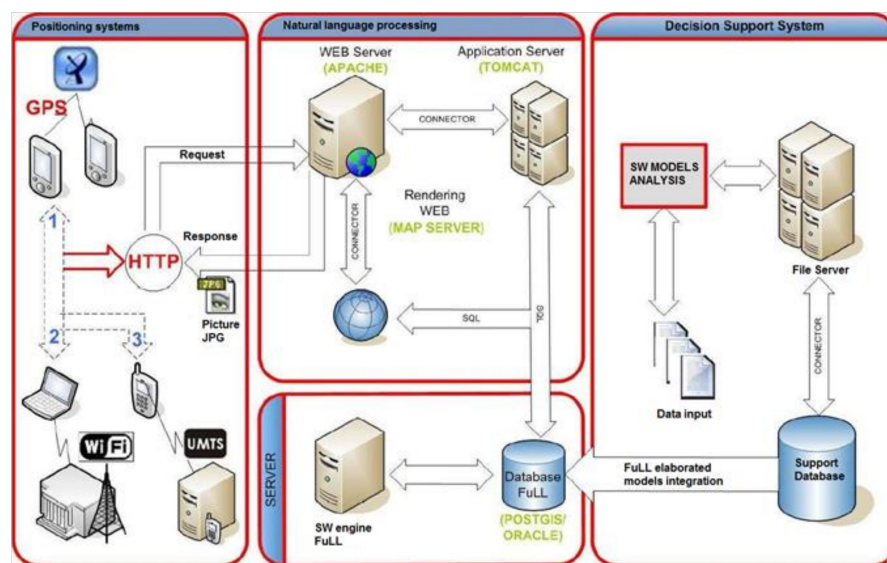 Positioning systems
GPS
1
2
3
HTTP
Request
Response
JPG
Picture
JPG
WiFi
UMTS
Natural language processing
WEB Server
(APACHE)
Application Server
(TOMCAT)
CONNECTOR
CONNECTOR
Rendering
WEB
(MAP SERVER)
SQL
SQL
SERVER
SW engine
FuLL
Database
FuLL
(POSTGIS/
ORACLE)
Decision Support System
SW MODELS
ANALYSIS
File Server
Data input
CONNECTOR
FuLL elaborated
models integration
Support
Database